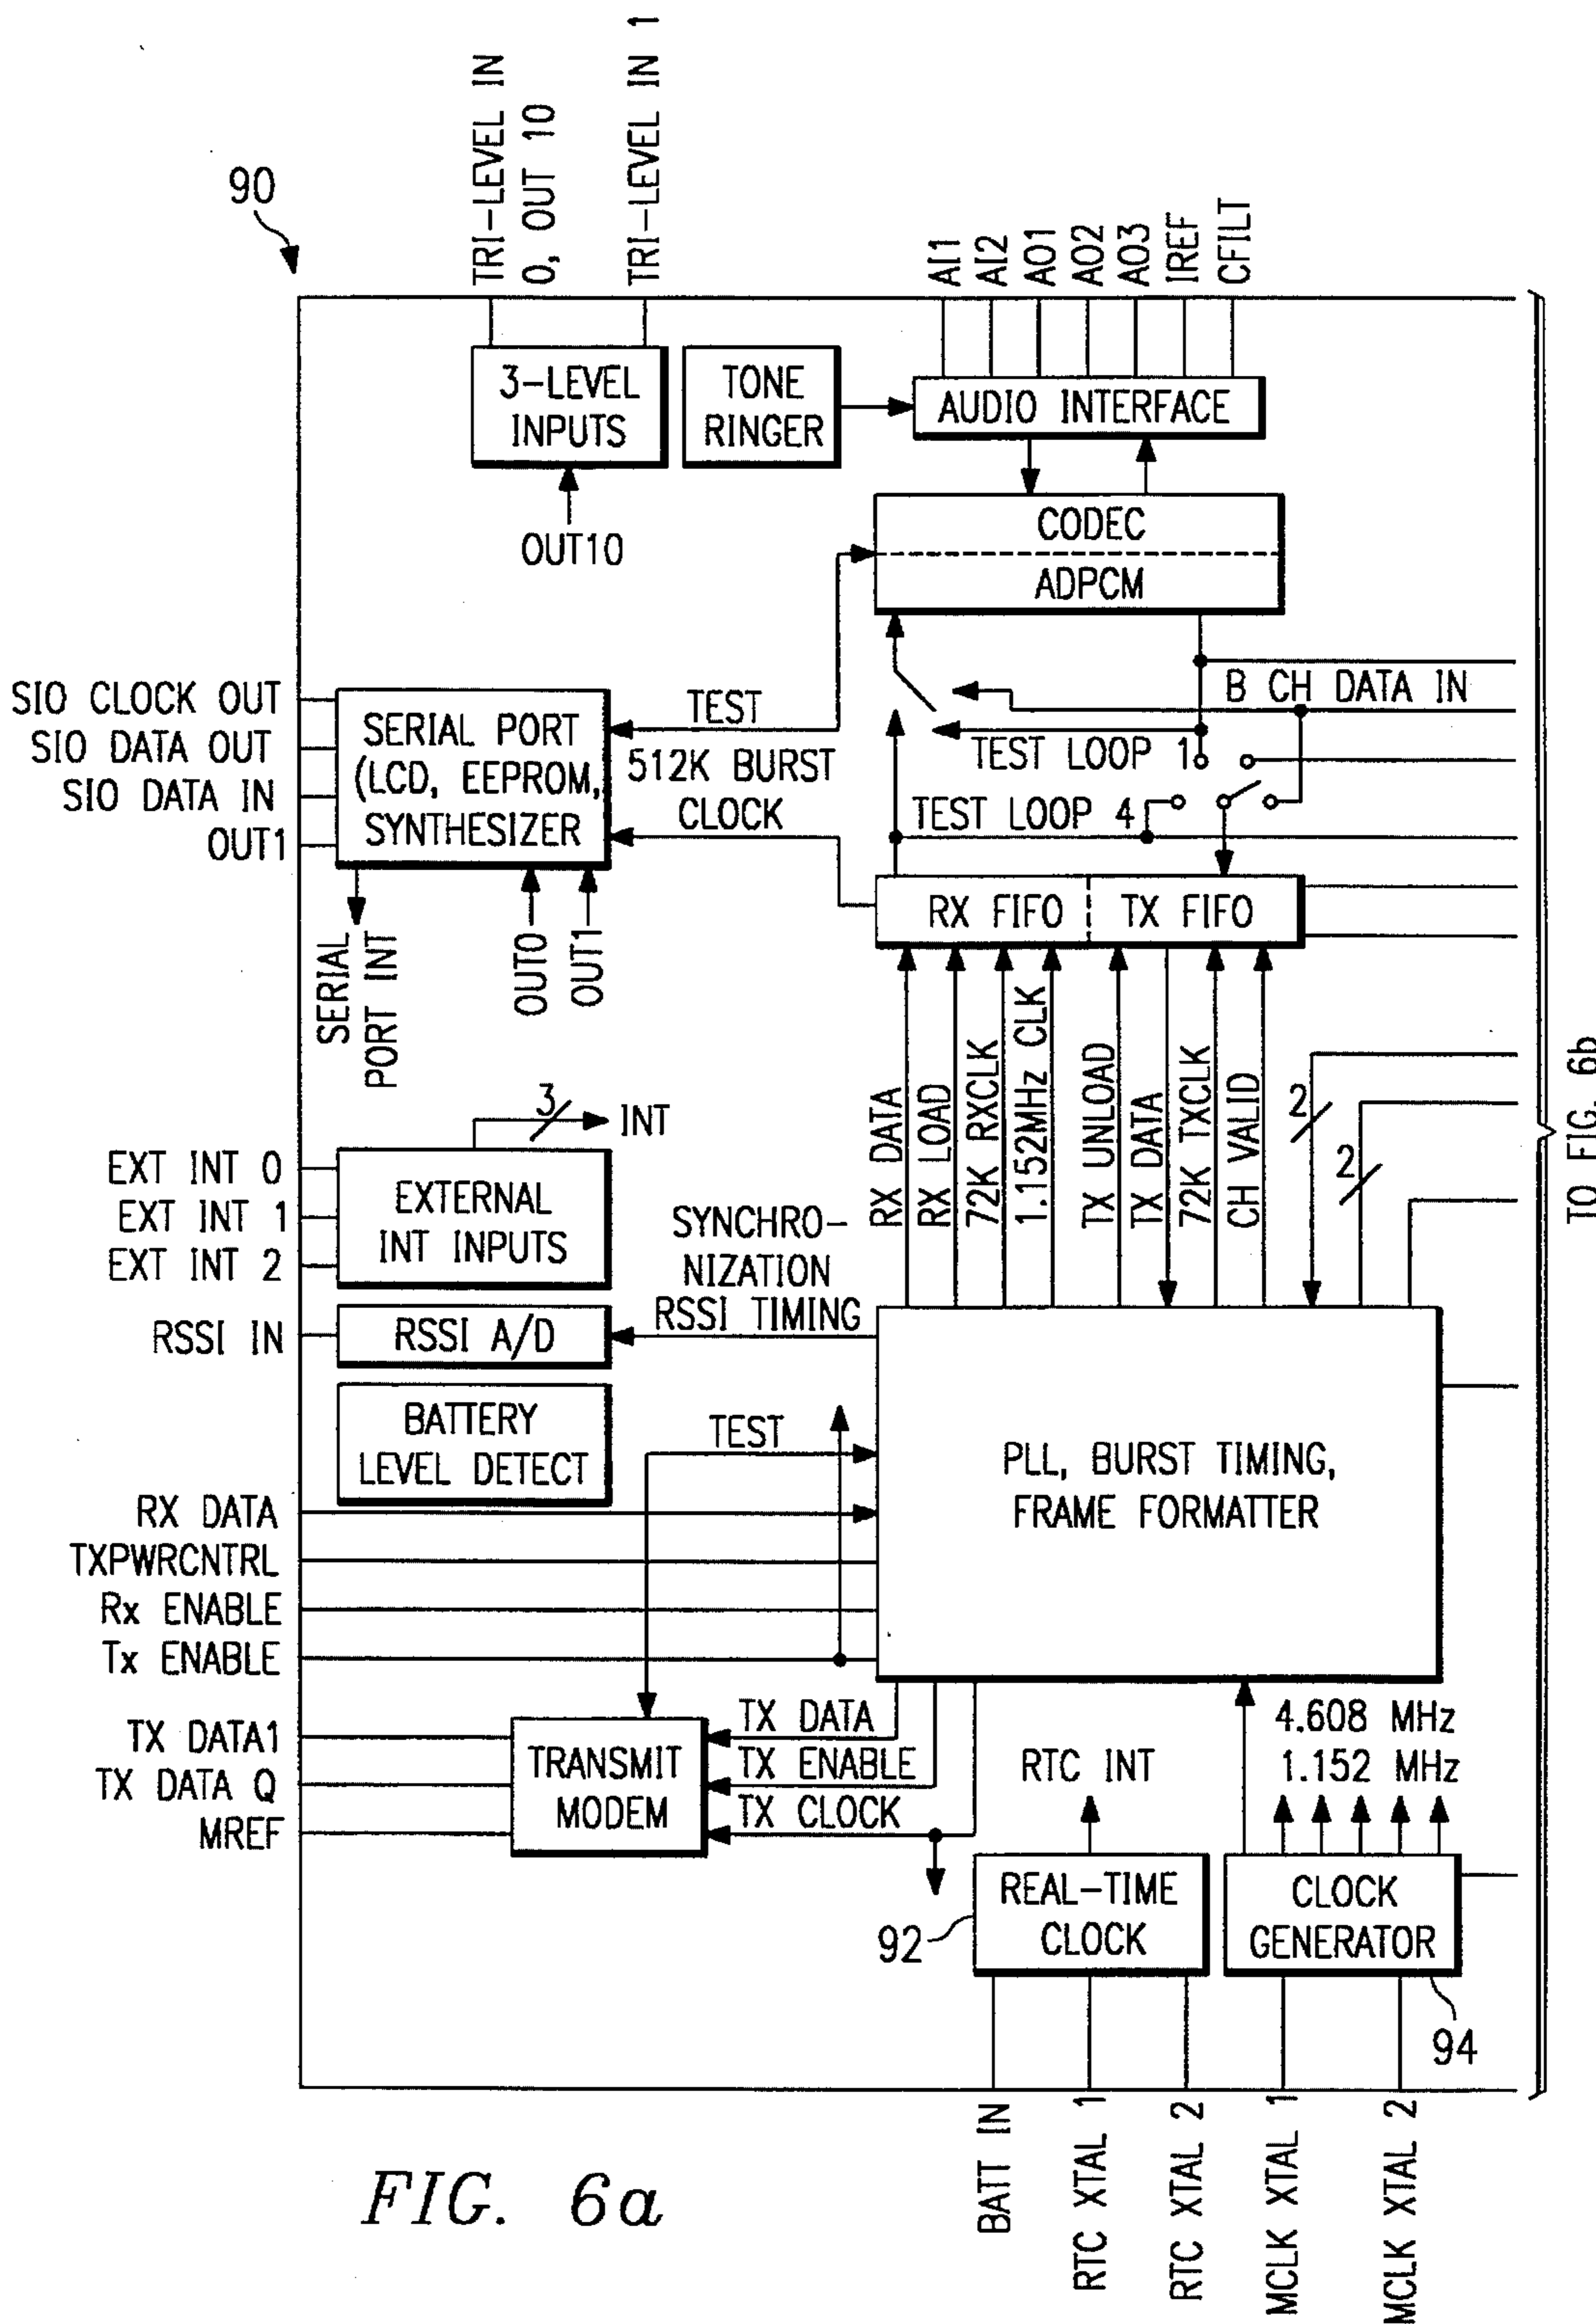 90
TRI-LEVEL IN
0, OUT 10
TRI-LEVEL IN 1
AI1
AI2
AO1
AO2
AO3
IREF
CFILT
3-LEVEL
INPUTS
TONE
RINGER
AUDIO INTERFACE
OUT10
CODEC
ADPCM
SIO CLOCK OUT
SIO DATA OUT
SIO DATA IN
OUT1
SERIAL PORT
(LCD, EEPROM,
SYNTHESIZER
TEST
512K BURST
CLOCK
B CH DATA IN
TEST LOOP 1
TEST LOOP 4
RX FIFO
TX FIFO
SERIAL
PORT INT
OUT0
OUT1
RX DATA
RX LOAD
72K RXCLK
1.152MHz CLK
TX UNLOAD
TX DATA
72K TXCLK
CH VALID
2
2
TO FIG. 6b
3
INT
EXT INT 0
EXT INT 1
EXT INT 2
EXTERNAL
INT INPUTS
SYNCHRO-
NIZATION
RSSI TIMING
RSSI IN
RSSI A/D
BATTERY
LEVEL DETECT
TEST
PLL, BURST TIMING,
FRAME FORMATTER
RX DATA
TXPWRCNTRL
Rx ENABLE
Tx ENABLE
TX DATA1
TX DATA Q
MREF
TRANSMIT
MODEM
TX DATA
TX ENABLE
TX CLOCK
RTC INT
4.608 MHz
1.152 MHz
REAL-TIME
CLOCK
92
CLOCK
GENERATOR
94
BATT IN
RTC XTAL 1
RTC XTAL 2
MCLK XTAL 1
MCLK XTAL 2
FIG. 6a